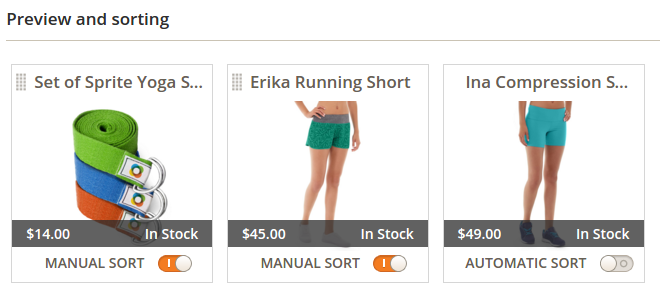 Preview and sorting
Set of Sprite Yoga S...
Erika Running Short
Ina Compression S...
$14.00 In Stock
$45.00 In Stock
$49.00 In Stock
MANUAL SORT
MANUAL SORT
AUTOMATIC SORT